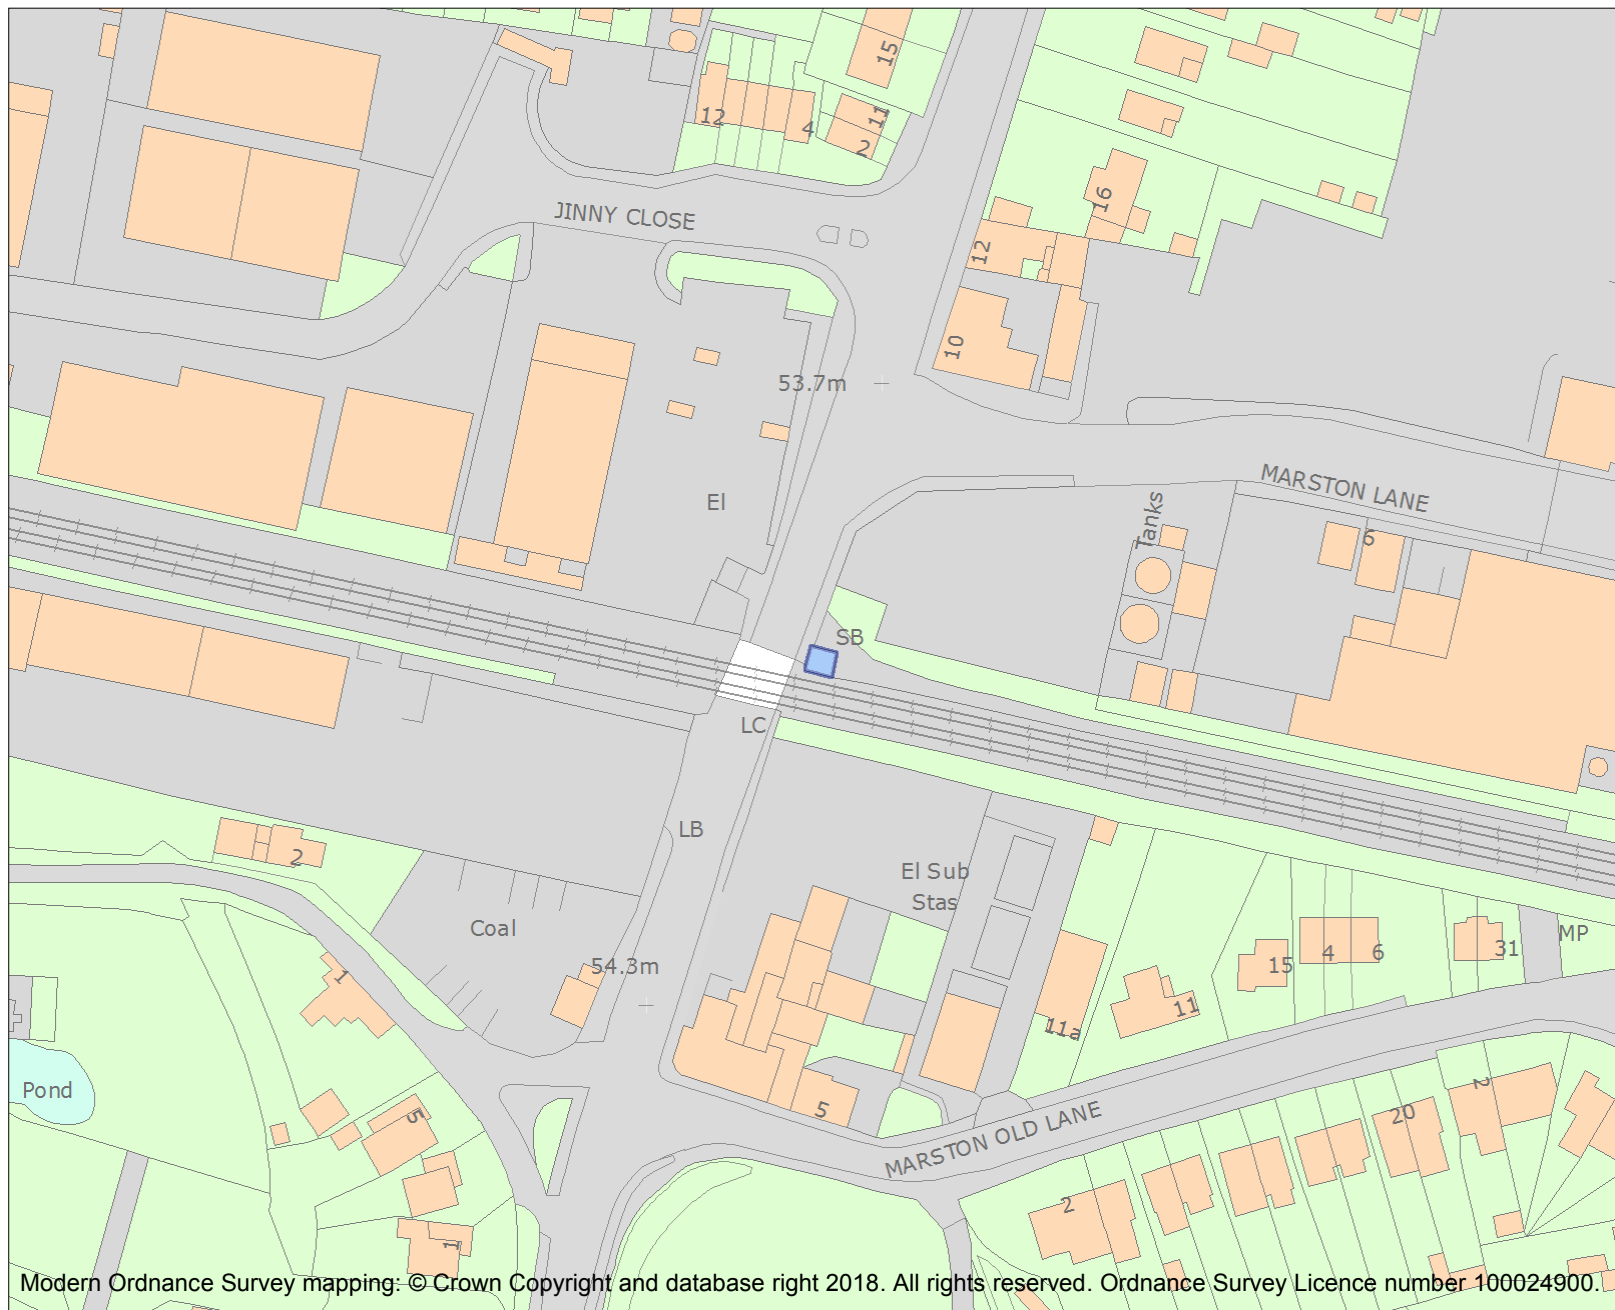 15
11
12
4
2
16
JINNY CLOSE
12
10
53.7m
MARSTON LANE
El
Tanks
6
SB
LC
LB
2
El Sub
Stas
Coal
MP
31
4
6
15
54.3m
1
11
11a
Pond
5
5
2
20
MARSTON OLD LANE
2
1
Modern Ordnance Survey mapping: © Crown Copyright and database right 2018. All rights reserved. Ordnance Survey Licence number 100024900.